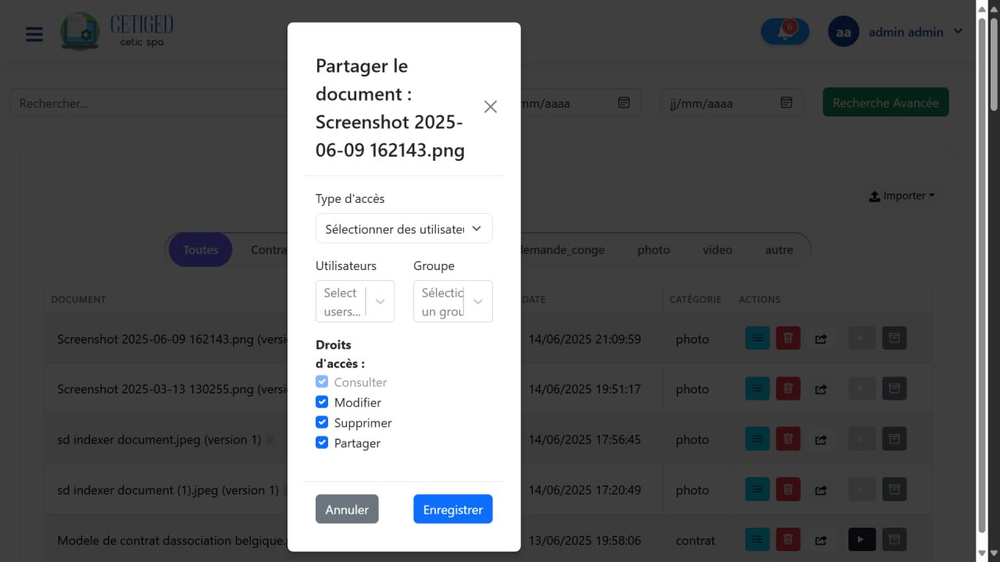 CETIGED
cetic spa
6
aa
admin admin
Partager le
document :
Screenshot 2025-
06-09 162143.png
Rechercher...
mm/aaaa
jj/mm/aaaa
Recherche Avancée
Type d'accès
Importer
Sélectionner des utilisate
Toutes
Contra
demande_conge
photo
video
autre
Utilisateurs
Groupe
Select
users...
Sélectic
un grou
DOCUMENT
DATE
CATÉGORIE
ACTIONS
Screenshot 2025-06-09 162143.png (versi
14/06/2025 21:09:59
photo
Droits
d'accès :
Consulter
Modifier
Supprimer
Partager
Screenshot 2025-03-13 130255.png (versi
14/06/2025 19:51:17
photo
sd indexer document.jpeg (version 1)
14/06/2025 17:56:45
photo
sd indexer document (1).jpeg (version 1)
14/06/2025 17:20:49
photo
Annuler
Enregistrer
Modele de contrat dassociation belgique.p
13/06/2025 19:58:06
contrat